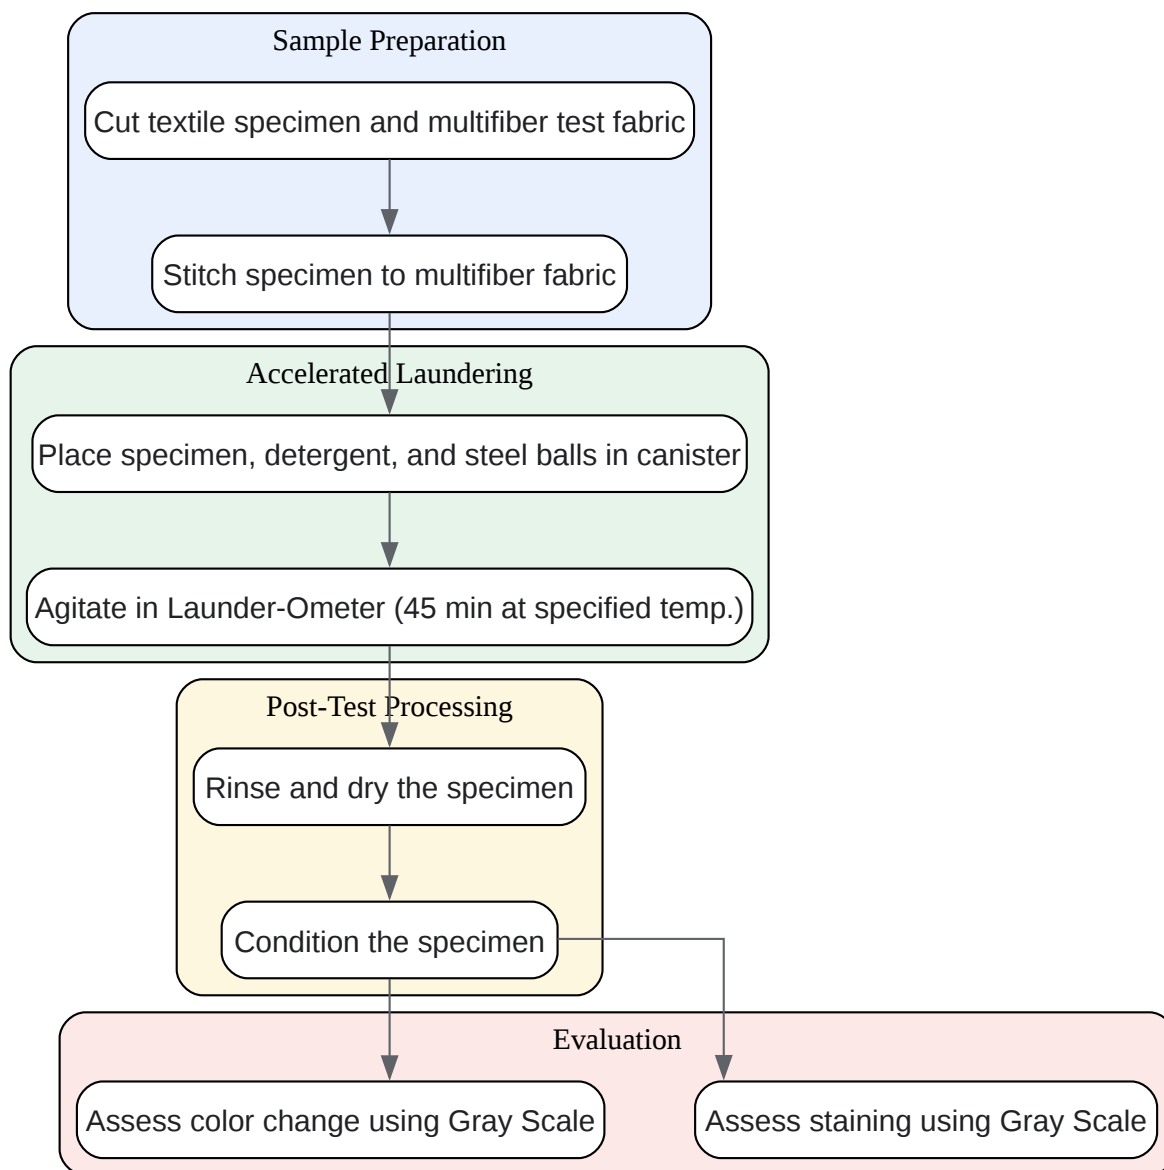 Sample Preparation
Cut textile specimen and multifiber test fabric
Stitch specimen to multifiber fabric
Accelerated Laundering
Place specimen, detergent, and steel balls in canister
Agitate in Launder-Ometer (45 min at specified temp.)
Post-Test Processing
Rinse and dry the specimen
Condition the specimen
Evaluation
Assess color change using Gray Scale
Assess staining using Gray Scale